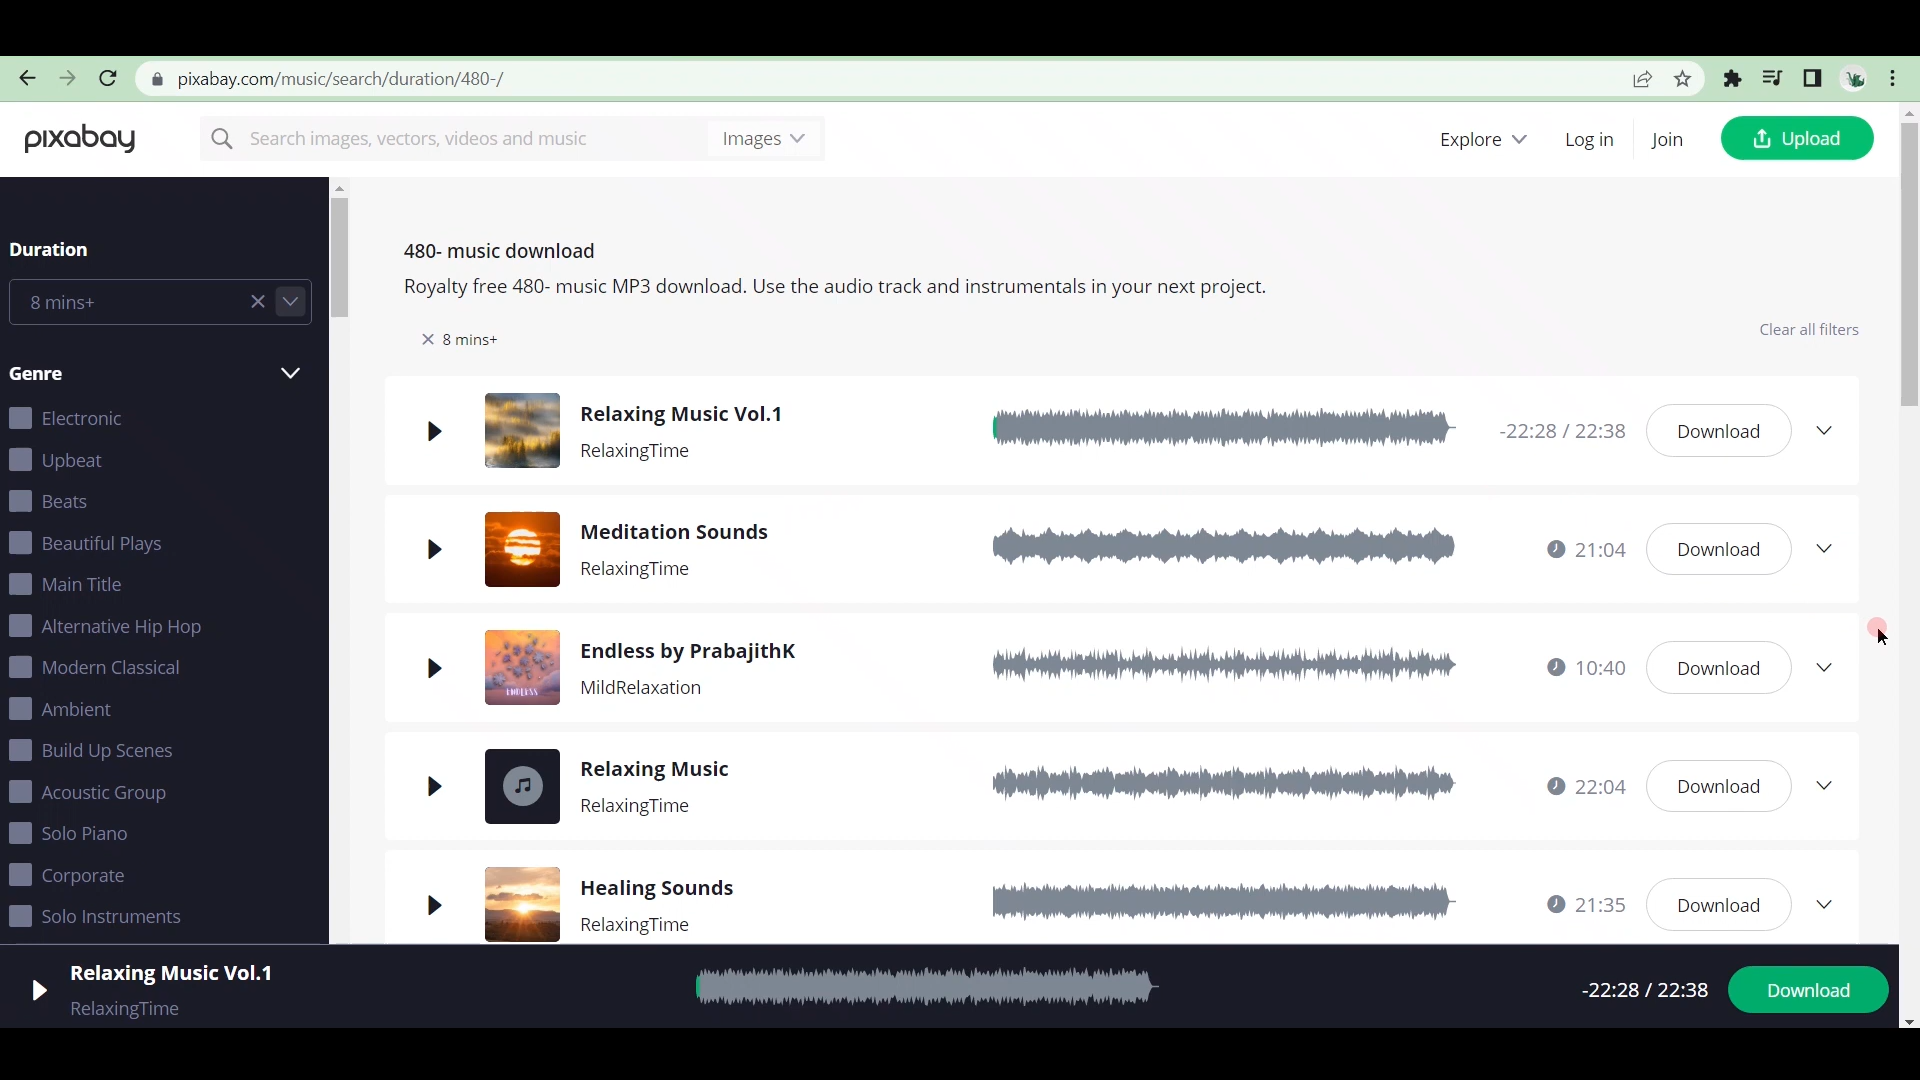 pixabay.com/music/search/duration/480-/
pixabay
Search images, vectors, videos and music
Images
Explore
Log in
Join
Upload
Duration
8 mins+
Genre
Electronic
Upbeat
Beats
Beautiful Plays
Main Title
Alternative Hip Hop
Modern Classical
Ambient
Build Up Scenes
Acoustic Group
Solo Piano
Corporate
Solo Instruments
480- music download
Royalty free 480- music MP3 download. Use the audio track and instrumentals in your next project.
8 mins+
Clear all filters
Relaxing Music Vol.1
RelaxingTime
-22:28 / 22:38
Download
Meditation Sounds
RelaxingTime
21:04
Download
ENDLESS
Endless by PrabajithK
MildRelaxation
10:40
Download
Relaxing Music
RelaxingTime
22:04
Download
Healing Sounds
RelaxingTime
21:35
Download
Relaxing Music Vol.1
RelaxingTime
-22:28 / 22:38
Download